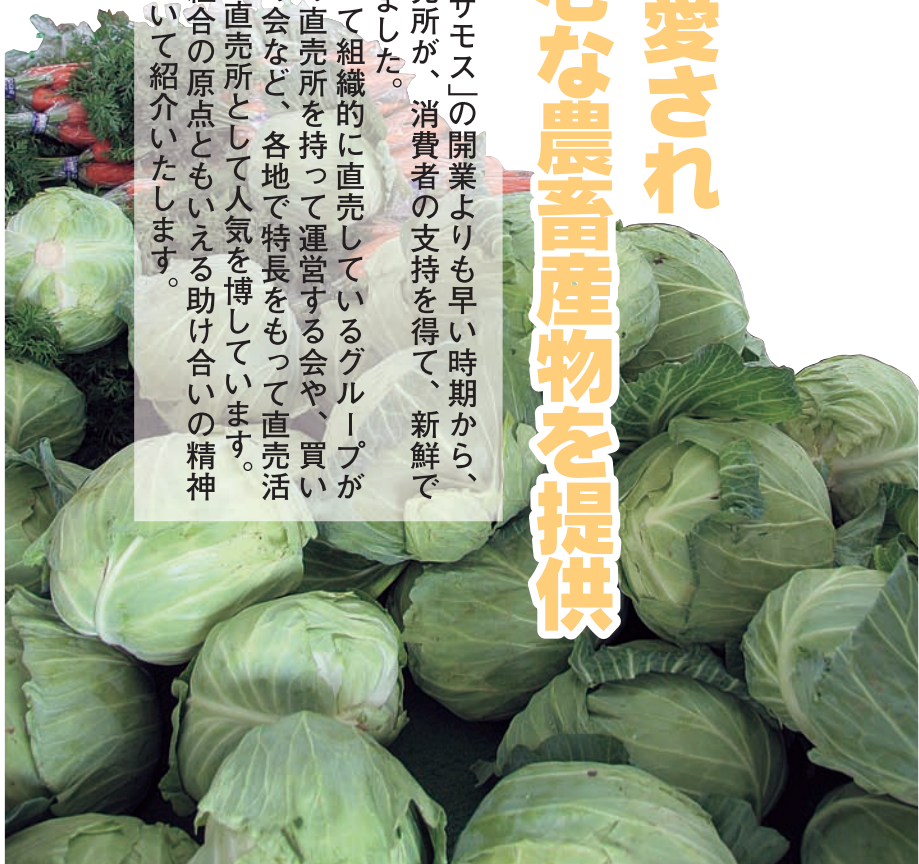 愛され
な農畜産物を提供
サモス」の開業よりも早い時期から、
売所が、消費者の支持を得て、新鮮で
ました。
て組織的に直売しているグループが
直売所を持って運営する会や、買い
会など、各地で特長をもって直売活
直売所として人気を博しています。
組合の原点ともいえる助け合いの精神
いて紹介いたします。